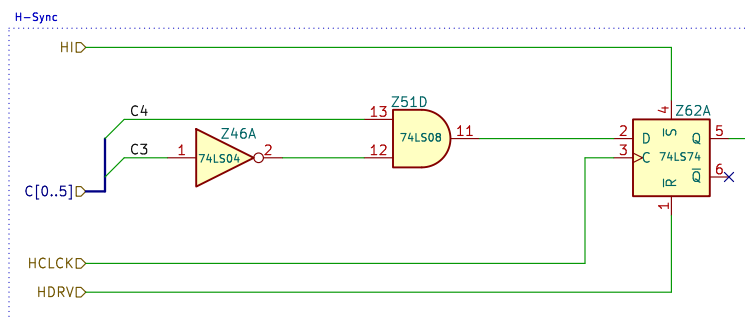 H-Sync
HI
C4
Z51D
Z62A
13
4
Z46A
S
11
2
D
Q
5
74LS08
C3
1
74LS04
2
12
3
C
74LS74
Q
6
C[0..5]
R
1
HCLCK
HDRV